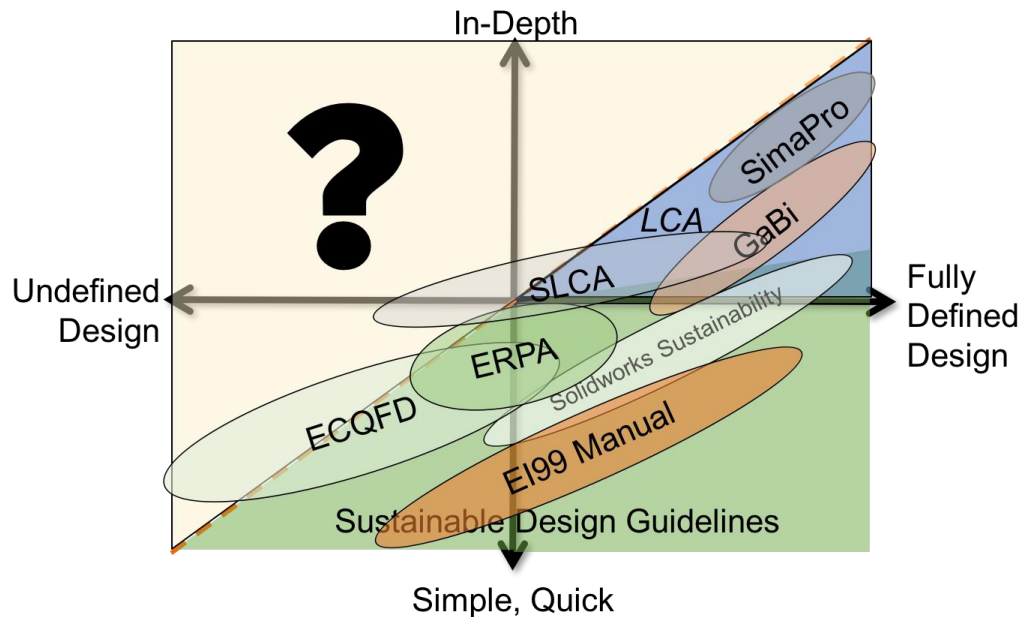 In-Depth
?
SimaPro
LCA
GaBi
SLCA
Undefined
Design
Fully
Defined
Design
ERPA
Solidworks Sustainability
ECQFD
EI99 Manual
Sustainable Design Guidelines
Simple, Quick